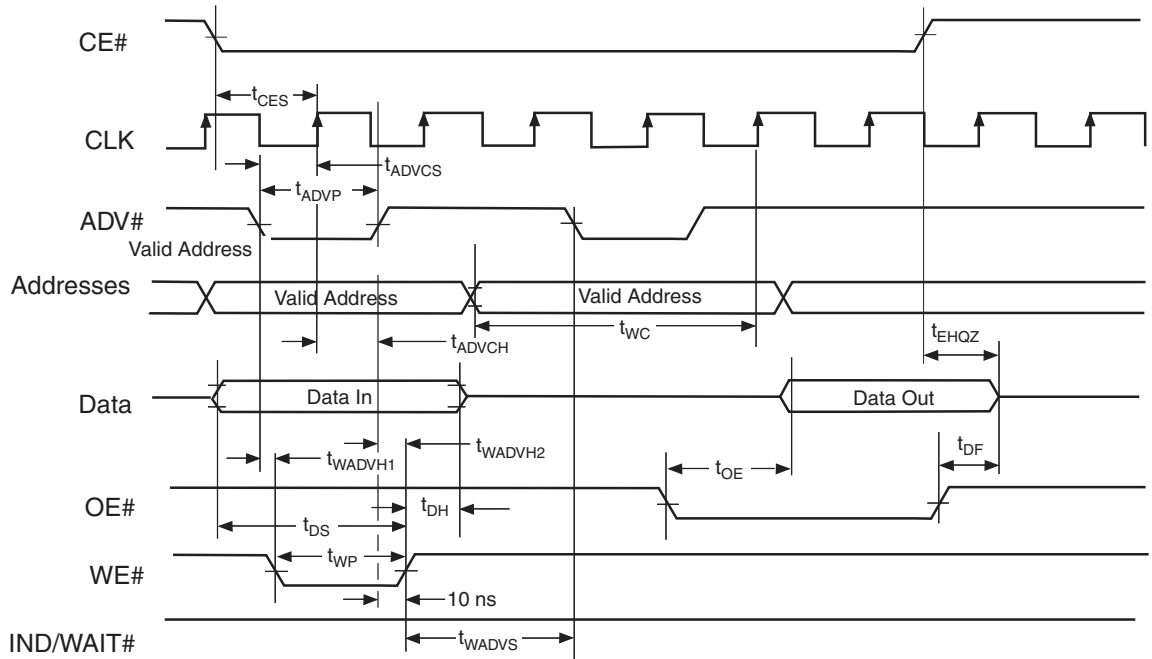 CE#
tCES
CLK
tADVCS
tADVP
ADV#
Valid Address
Addresses
Valid Address
Valid Address
tWC
tEHQZ
tADVCH
Data
Data In
Data Out
tWADVH1
tWADVH2
tOE
tDF
OE#
tDH
tDS
tWP
WE#
10 ns
tWADVS
IND/WAIT#